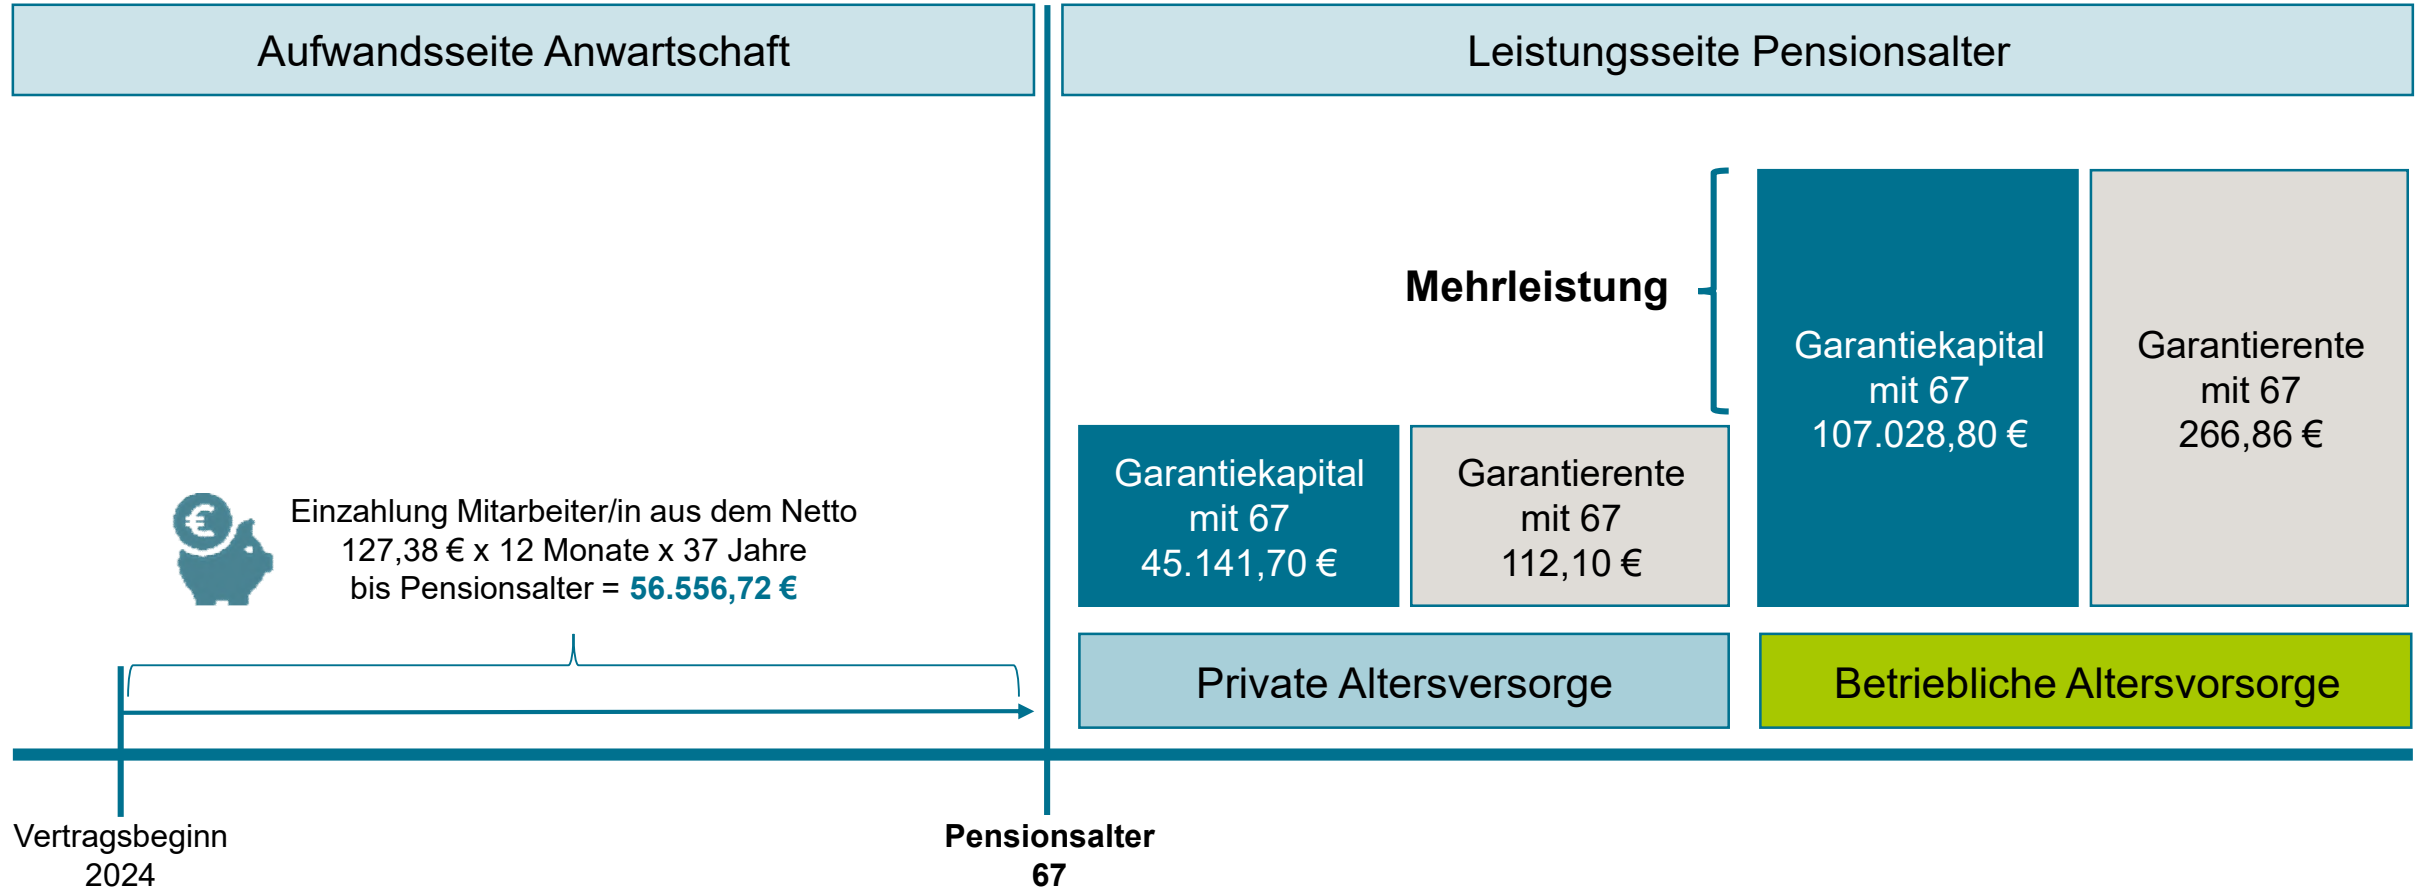 Aufwandsseite Anwartschaft
Leistungsseite Pensionsalter
Mehrleistung
Garantiekapital
mit 67
107.028,80 €
Garantierente
mit 67
266,86 €
Garantiekapital
mit 67
45.141,70 €
Garantierente
mit 67
112,10 €
€
Einzahlung Mitarbeiter/in aus dem Netto
127,38 € x 12 Monate x 37 Jahre
bis Pensionsalter = 56.556,72 €
Private Altersversorge
Betriebliche Altersvorsorge
Vertragsbeginn
2024
Pensionsalter
67